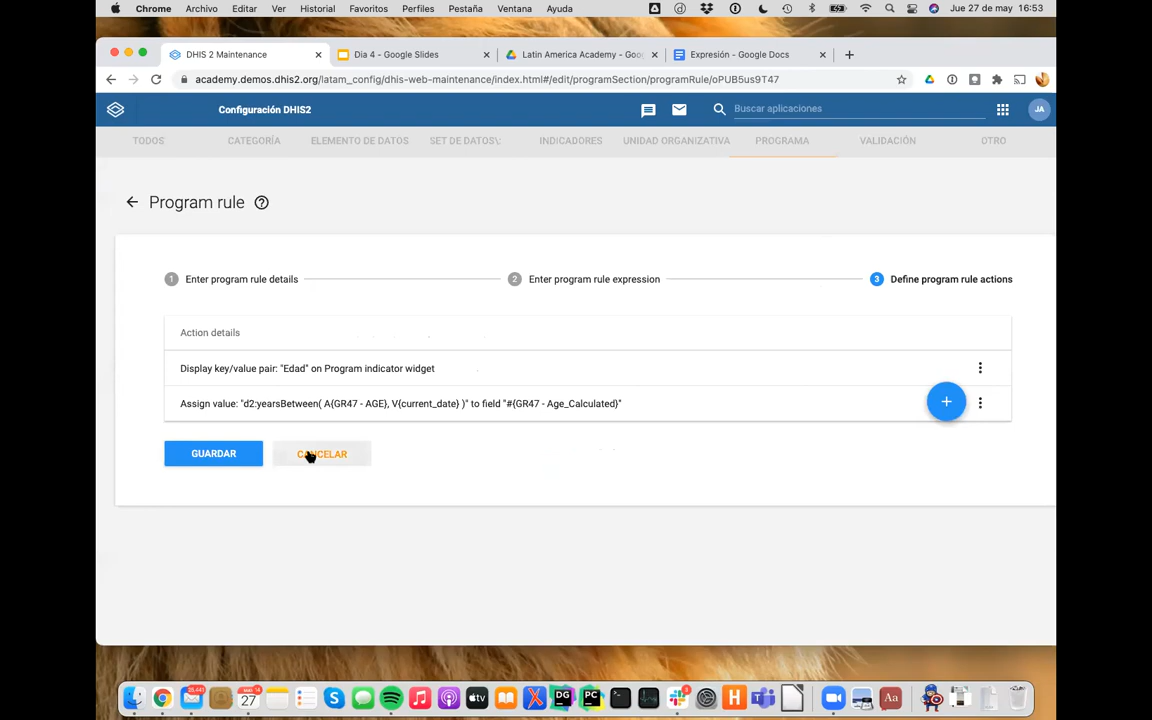 Chrome Archivo Editar Ver Historial Favoritos Perfiles Pestaña Ventana Ayuda Jue 27 de may 16:53
DHIS 2 Maintenance Dia 4 - Google Slides Latin America Academy - Goo Expresión - Google Docs
academy.demos.dhis2.org/latam_config/dhis-web-maintenance/index.html#/edit/programSection/programRule/oPUB5us9T47
Configuración DHIS2 Buscar aplicaciones JA
TODOS CATEGORÍA ELEMENTO DE DATOS SET DE DATOS\: INDICADORES UNIDAD ORGANIZATIVA PROGRAMA VALIDACIÓN OTRO
Program rule
1 Enter program rule details 2 Enter program rule expression 3 Define program rule actions
Action details
Display key/value pair: "Edad" on Program indicator widget
Assign value: "d2:yearsBetween( A{GR47 - AGE}, V{current_date} )" to field "#{GR47 - Age_Calculated}"
+
GUARDAR CANCELAR
27 DG PC Aa